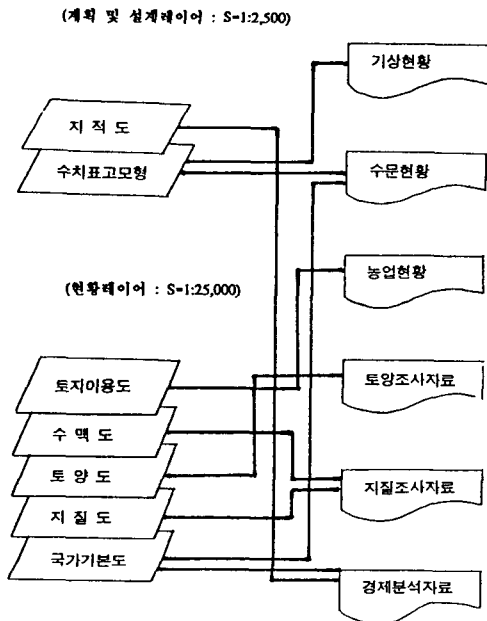 (계획 및 설계레이어 : S=1:2,500)
기상현황
지 적 도
수치표고모형
수문현황
농업현황
(현황레이어 : S=1:25,000)
토지이용도
토양조사자료
수 맥 도
토 양 도
지질조사자료
지 질 도
국가기본도
경제분석자료